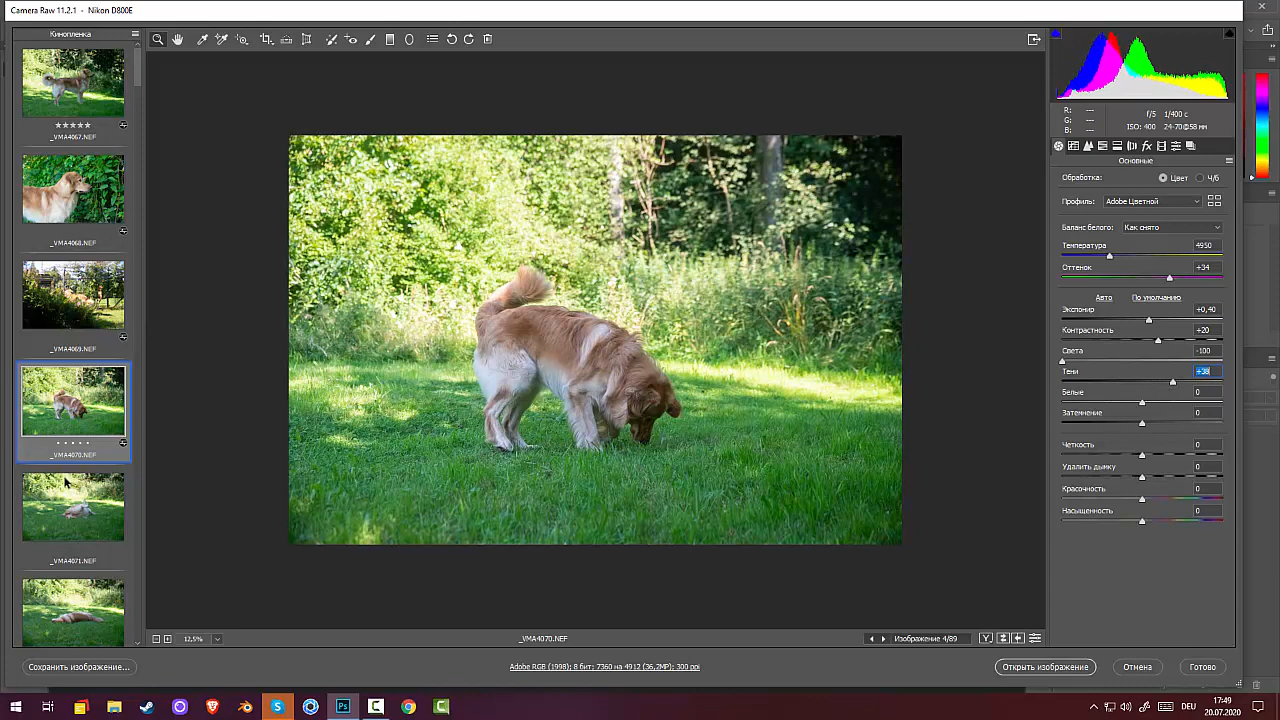 Camera Raw 11.2.1 - Nikon D800E
Кинопленка
_VMA4067.NEF
_VMA4068.NEF
_VMA4069.NEF
_VMA4070.NEF
_VMA4071.NEF
R: ---
G: ---
B: ---
f/5 1/400 с
ISO: 400 24-70@58 мм
Основные
Обработка: Цвет Ч/б
Профиль: Adobe Цветной
Баланс белого: Как снято
Температура 4950
Оттенок +34
Авто По умолчанию
Экспонир +0,40
Контрастность +20
Света -100
Тени +38
Белые 0
Затемнение 0
Четкость 0
Удалить дымку 0
Красочность 0
Насыщенность 0
12,5%
_VMA4070.NEF
Y
Изображение 4/89
Сохранить изображение...
Adobe RGB (1998); 8 бит; 7360 на 4912 (36,2MP); 300 ppi
Открыть изображение
Отмена
Готово
S
Ps
C
C
DEU
17:49
20.07.2020